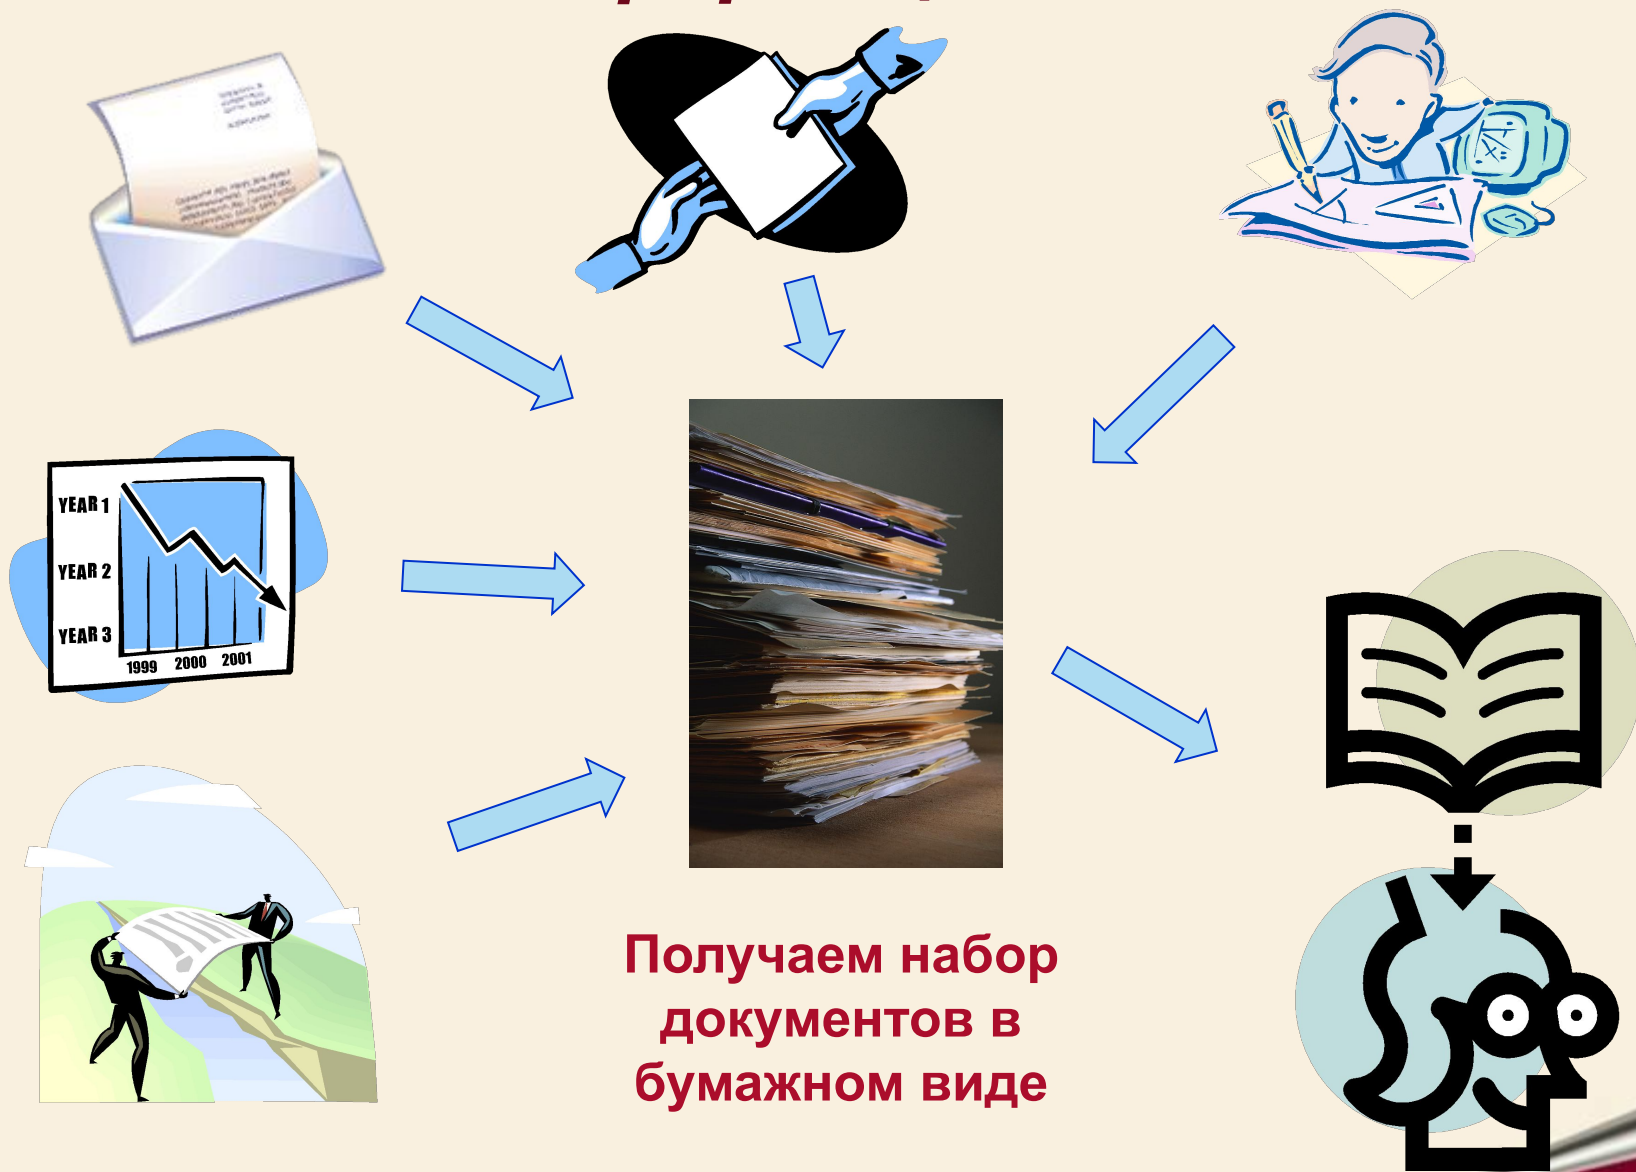 YEAR 1
YEAR 2
YEAR 3
1999 2000 2001
Получаем набор
документов в
бумажном виде